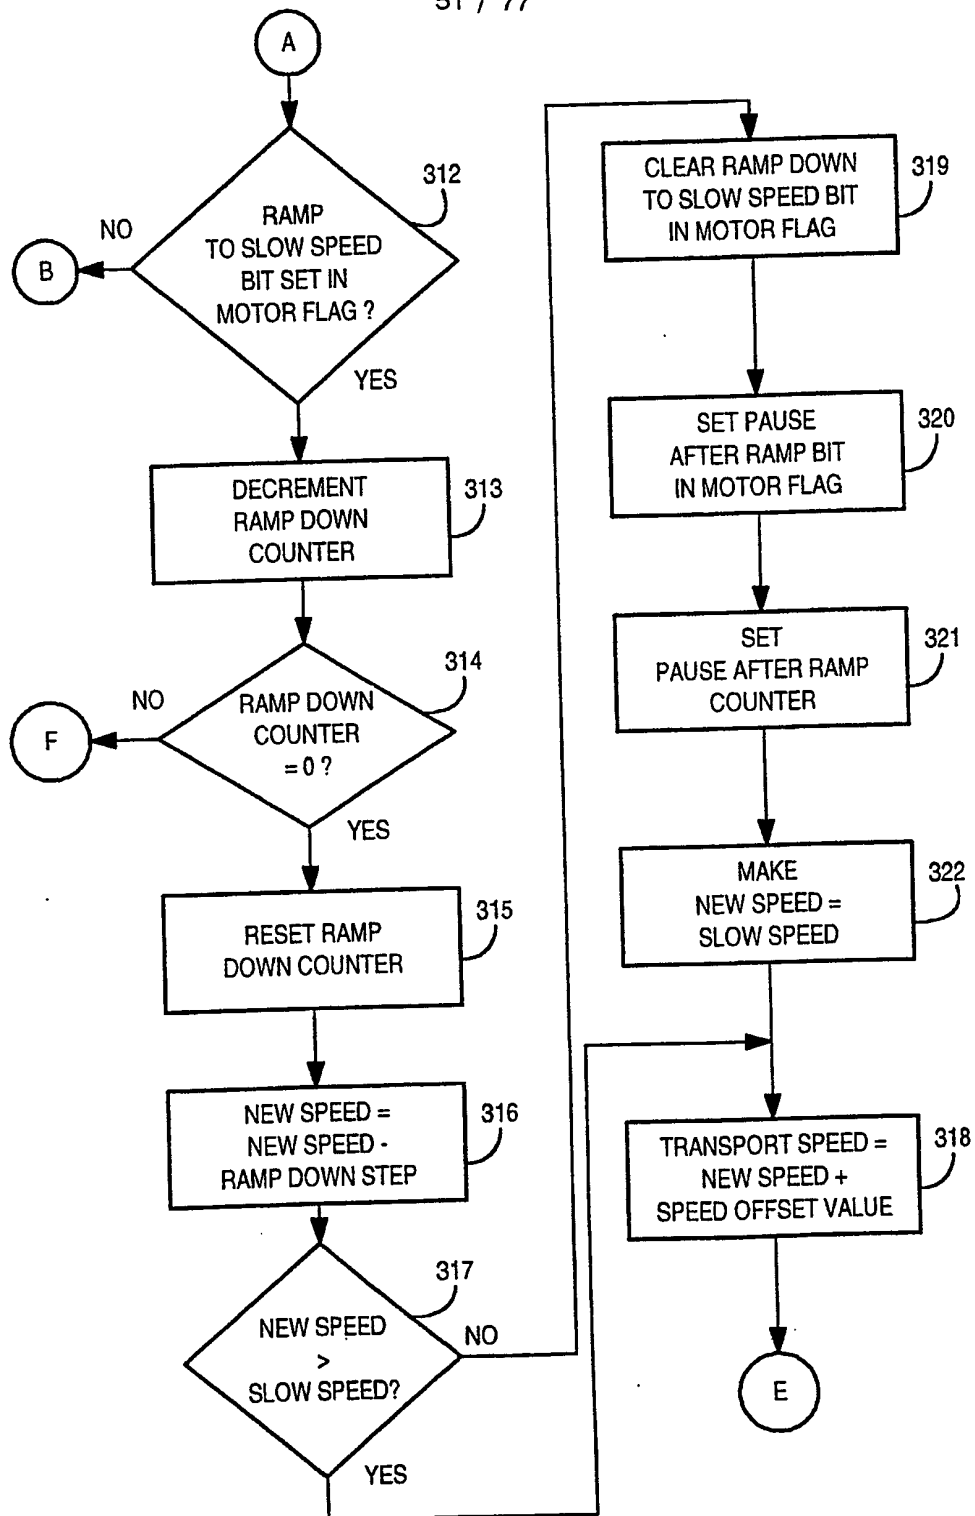 51 / 77
A
312
RAMP
TO SLOW SPEED
BIT SET IN
MOTOR FLAG ?
NO
B
YES
DECREMENT
RAMP DOWN
COUNTER
313
314
RAMP DOWN
COUNTER
= 0 ?
NO
F
YES
RESET RAMP
DOWN COUNTER
315
NEW SPEED =
NEW SPEED -
RAMP DOWN STEP
316
317
NEW SPEED
>
SLOW SPEED?
NO
YES
CLEAR RAMP DOWN
TO SLOW SPEED BIT
IN MOTOR FLAG
319
SET PAUSE
AFTER RAMP BIT
IN MOTOR FLAG
320
SET
PAUSE AFTER RAMP
COUNTER
321
MAKE
NEW SPEED =
SLOW SPEED
322
TRANSPORT SPEED =
NEW SPEED +
SPEED OFFSET VALUE
318
E